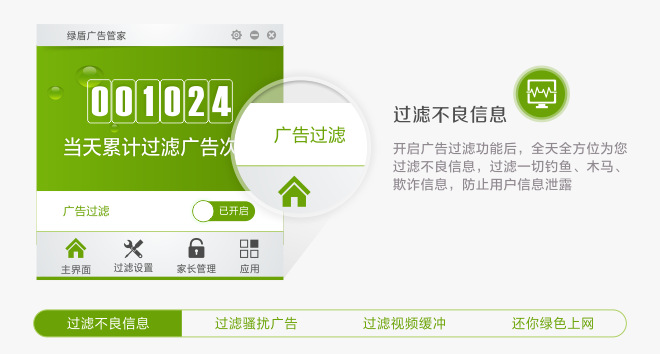 绿盾广告管家
001024
当天累计过滤广告次
广告过滤
已开启
主界面
过滤设置
家长管理
应用
广告过滤
过滤不良信息
开启广告过滤功能后，全天全方位为您
过滤不良信息，过滤一切钓鱼、木马、
欺诈信息，防止用户信息泄露
过滤不良信息
过滤骚扰广告
过滤视频缓冲
还你绿色上网